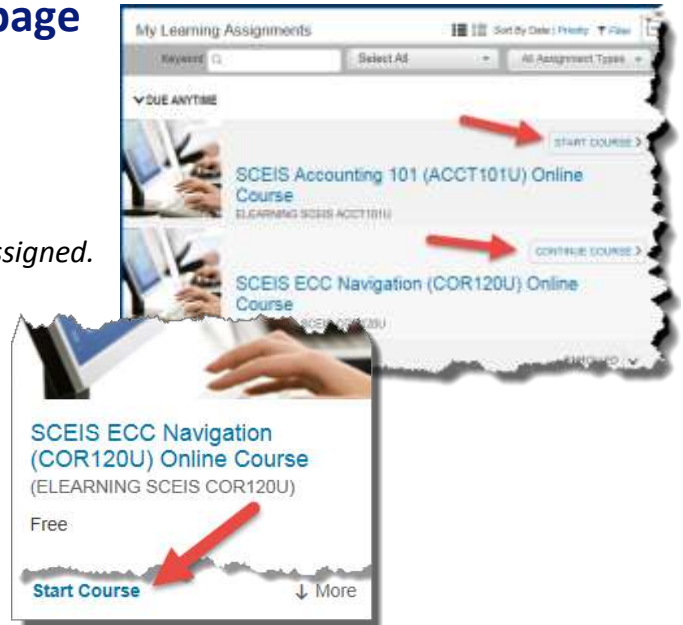 page
ssigned.
My Learning Assignments
Sort By Date | Priority Filter
Keyword Select All All Assignment Types
DUE ANYTIME
START COURSE >
SCEIS Accounting 101 (ACCT101U) Online
Course
ELEARNING SCEIS ACCT101U
CONTINUE COURSE >
SCEIS ECC Navigation (COR120U) Online
Course
SCEIS ECC Navigation
(COR120U) Online Course
(ELEARNING SCEIS COR120U)
Free
Start Course ↓ More